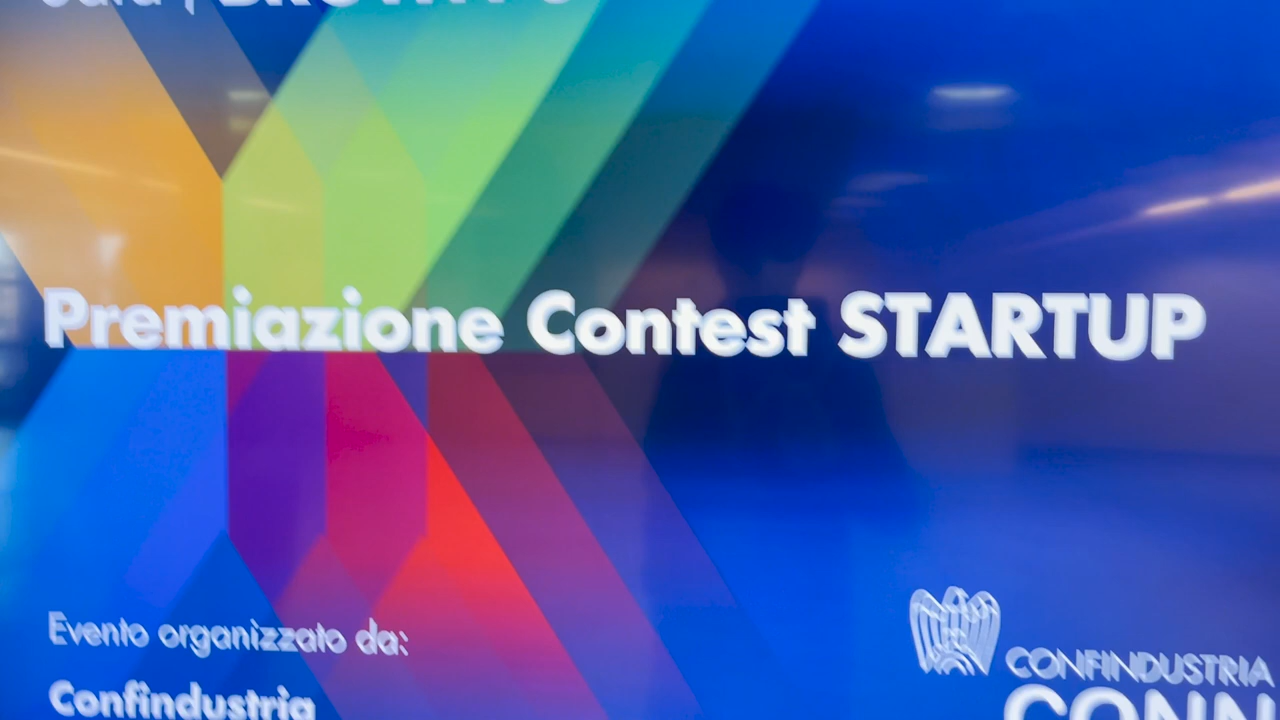 Premiazione Contest STARTUP
Evento organizzato da:
Confindustria
CONFINDUSTRIA